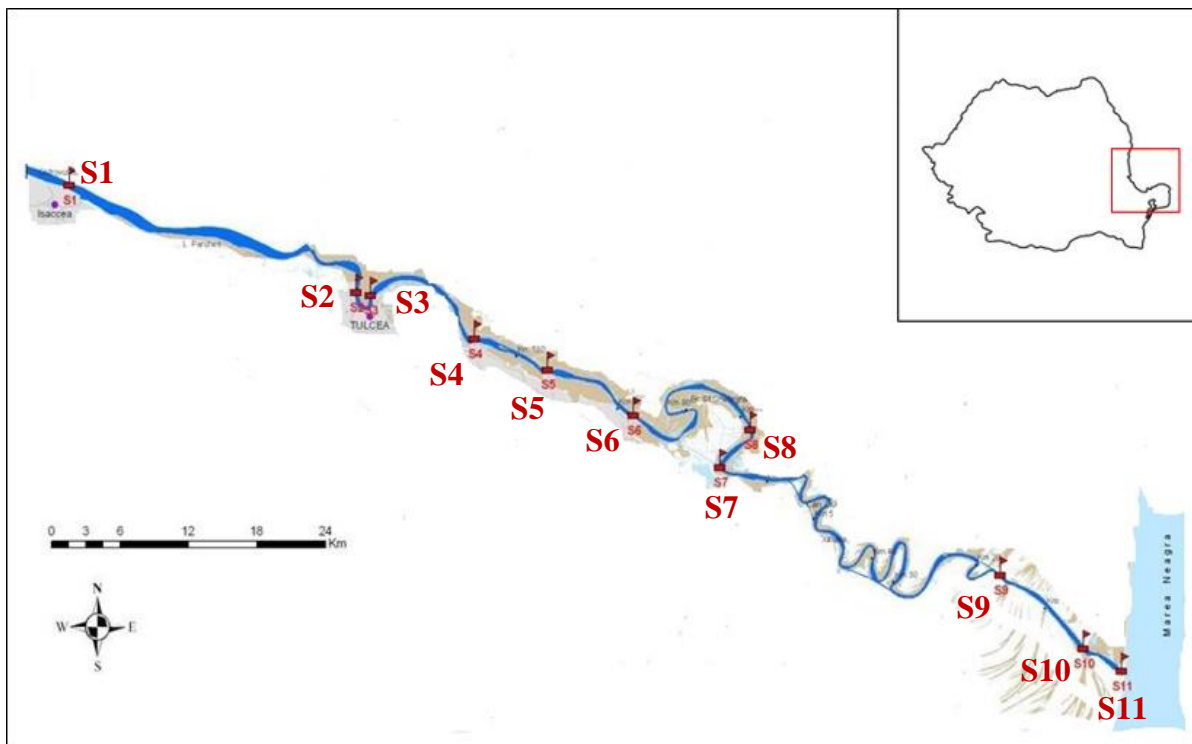 S1
S1
Isaccea
L. Parches
S2
S3
TULCEA
S4
S4
S5
S5
S6
S6
S8
S8
S7
S7
0 3 6 12 18 24
Km
N
W E
S
S9
S9
S10
S10
S11
S11
Marea Neagra